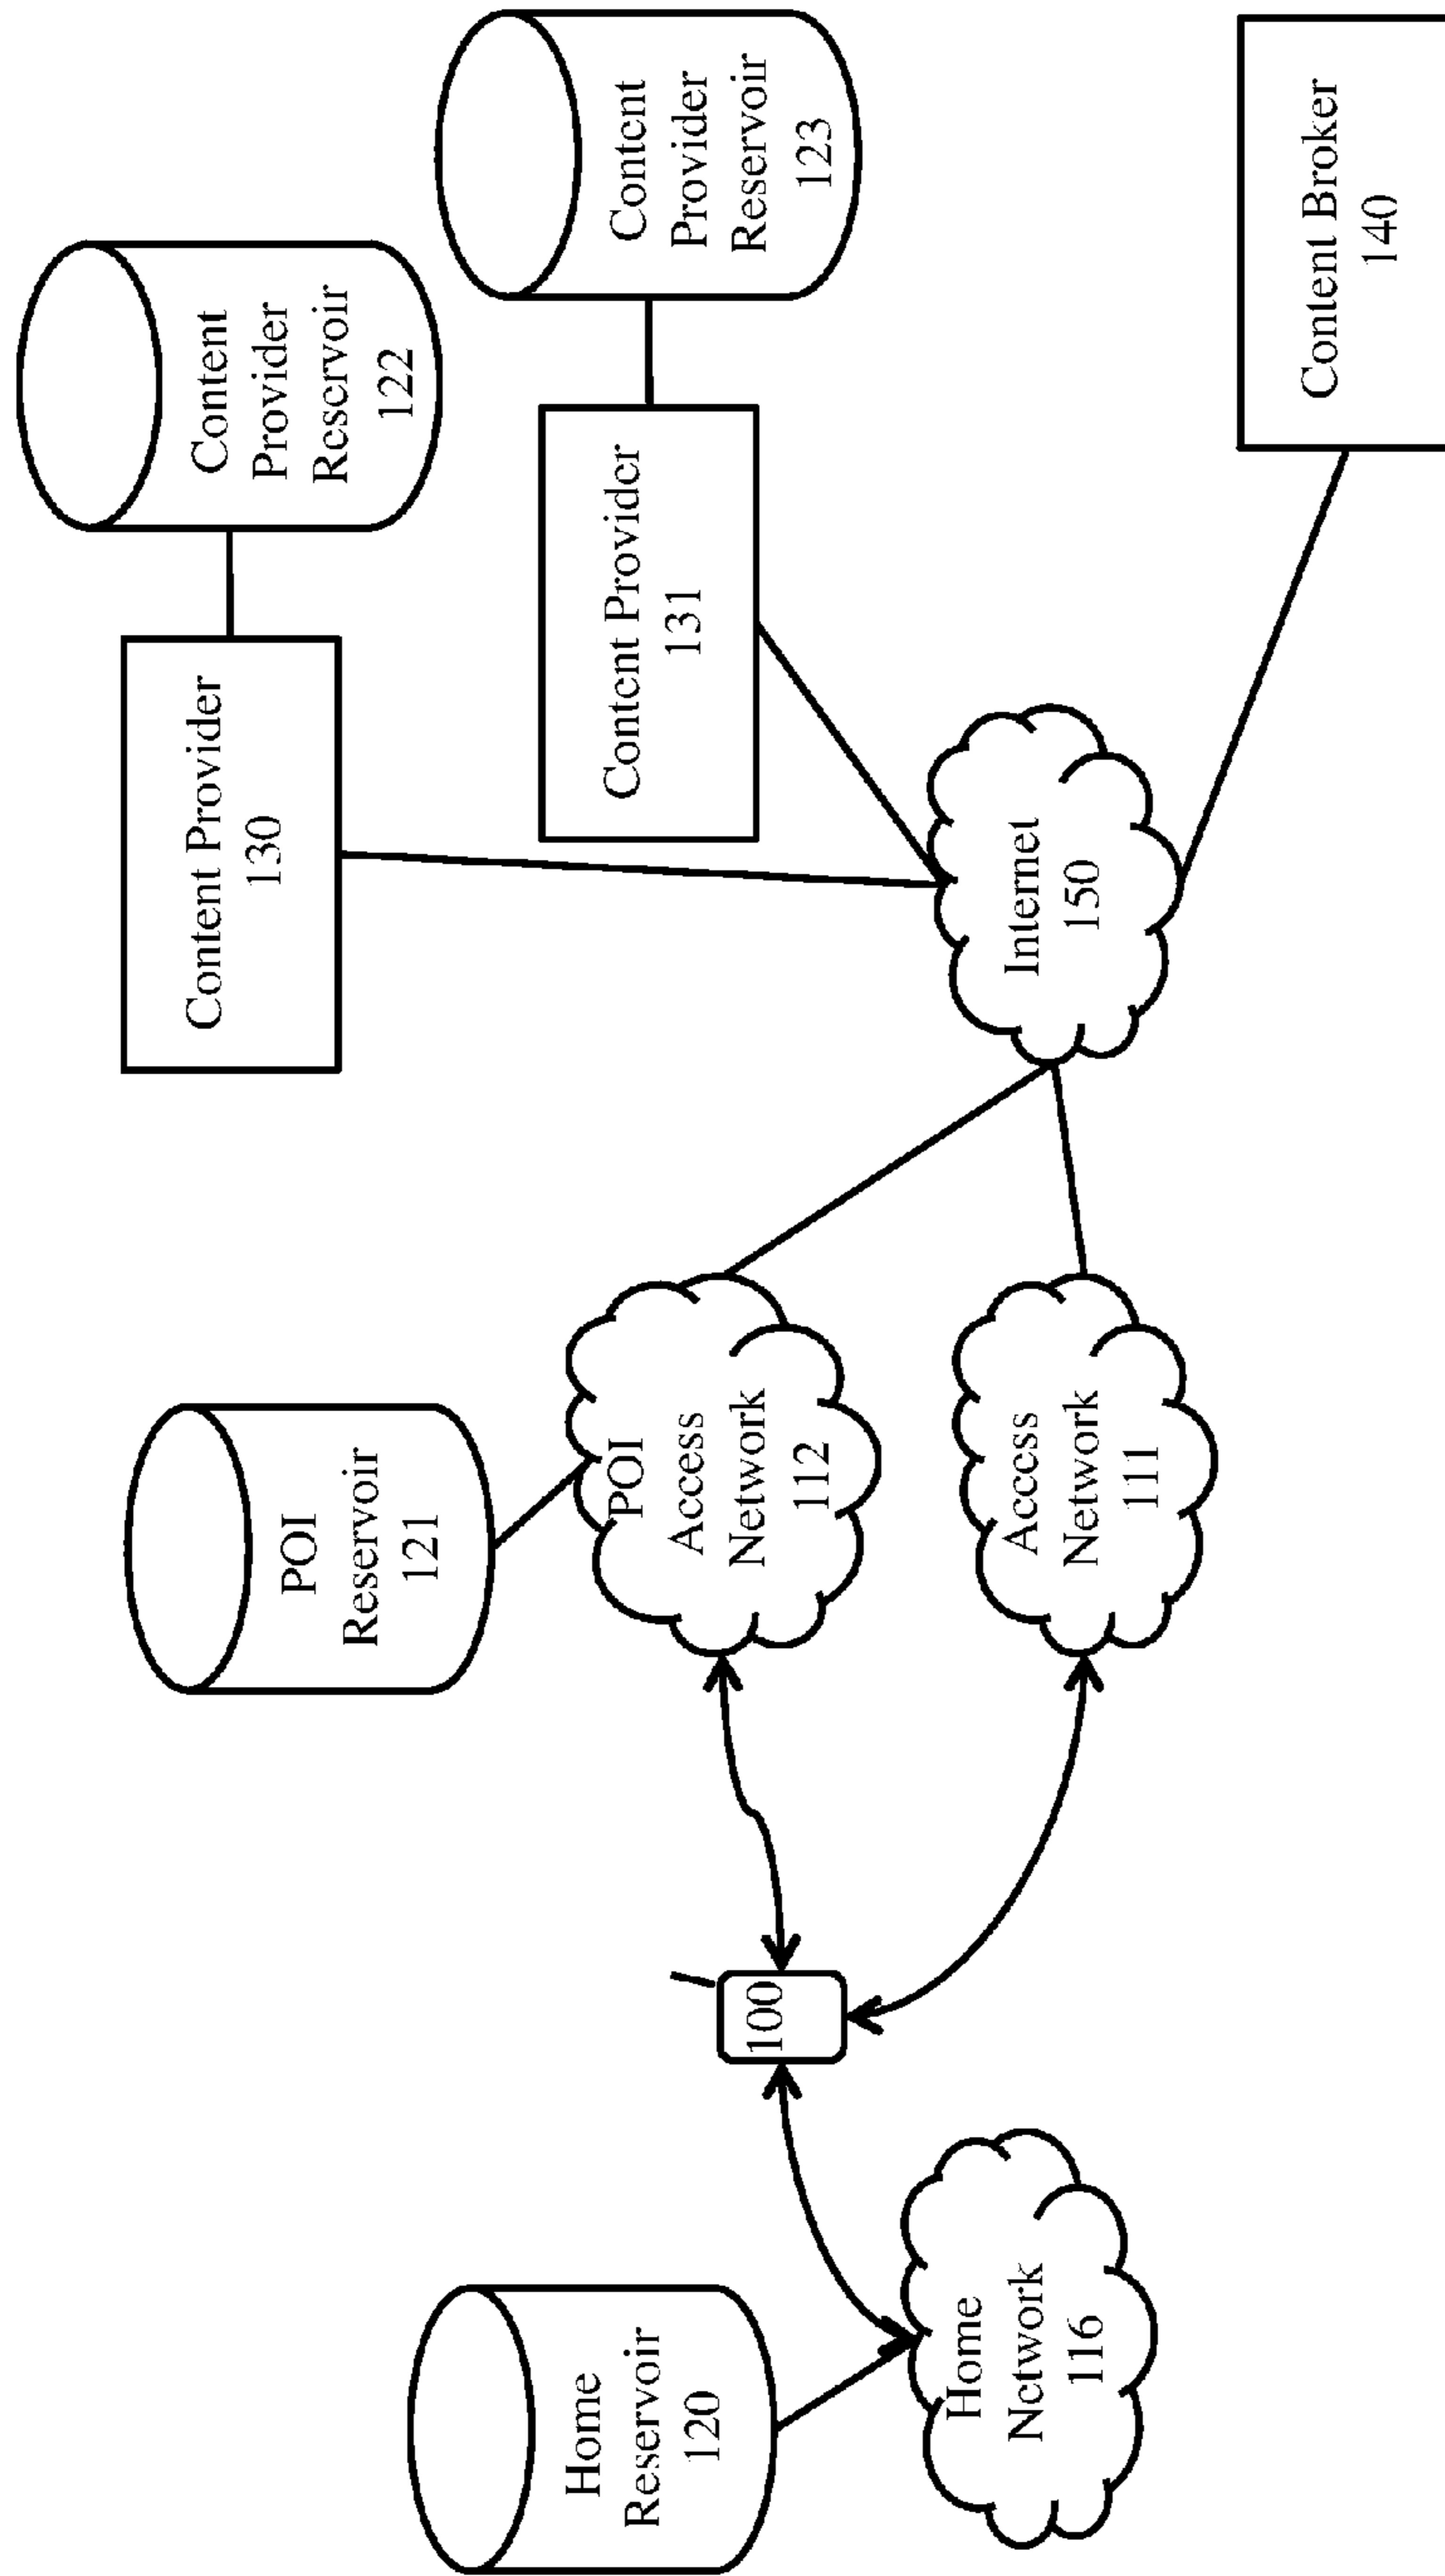 Content
Provider
Reservoir
122
Content Provider
130
Content
Provider
Reservoir
123
Content Provider
131
Content Broker
140
Internet
150
POI
Reservoir
121
POI
Access
Network
112
Access
Network
111
100
Home
Reservoir
120
Home
Network
116